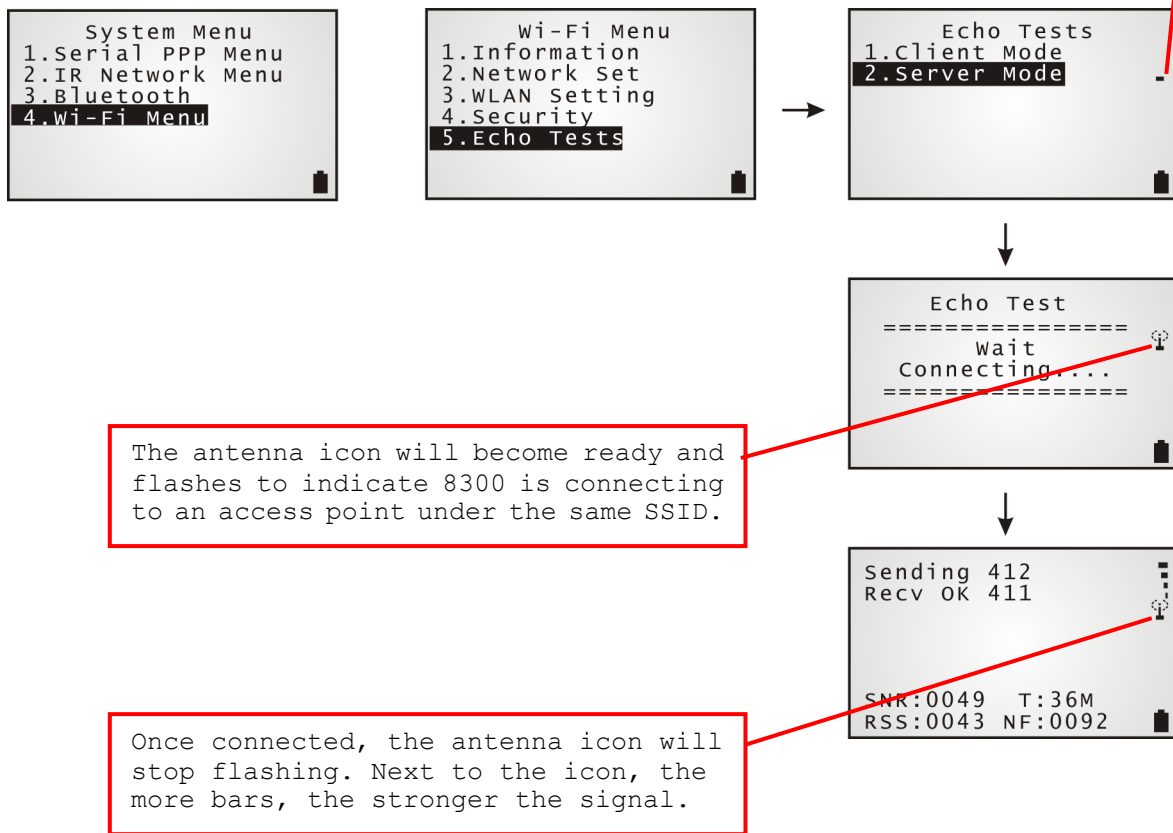 System Menu
1.Serial PPP Menu
2.IR Network Menu
3.Bluetooth
4.Wi-Fi Menu
Wi-Fi Menu
1.Information
2.Network Set
3.WLAN Setting
4.Security
5.Echo Tests
Echo Tests
1.Client Mode
2.Server Mode
Echo Test
================
Wait
Connecting....
================
The antenna icon will become ready and
flashes to indicate 8300 is connecting
to an access point under the same SSID.
Sending 412
Recv OK 411
SNR:0049 T:36M
RSS:0043 NF:0092
Once connected, the antenna icon will
stop flashing. Next to the icon, the
more bars, the stronger the signal.